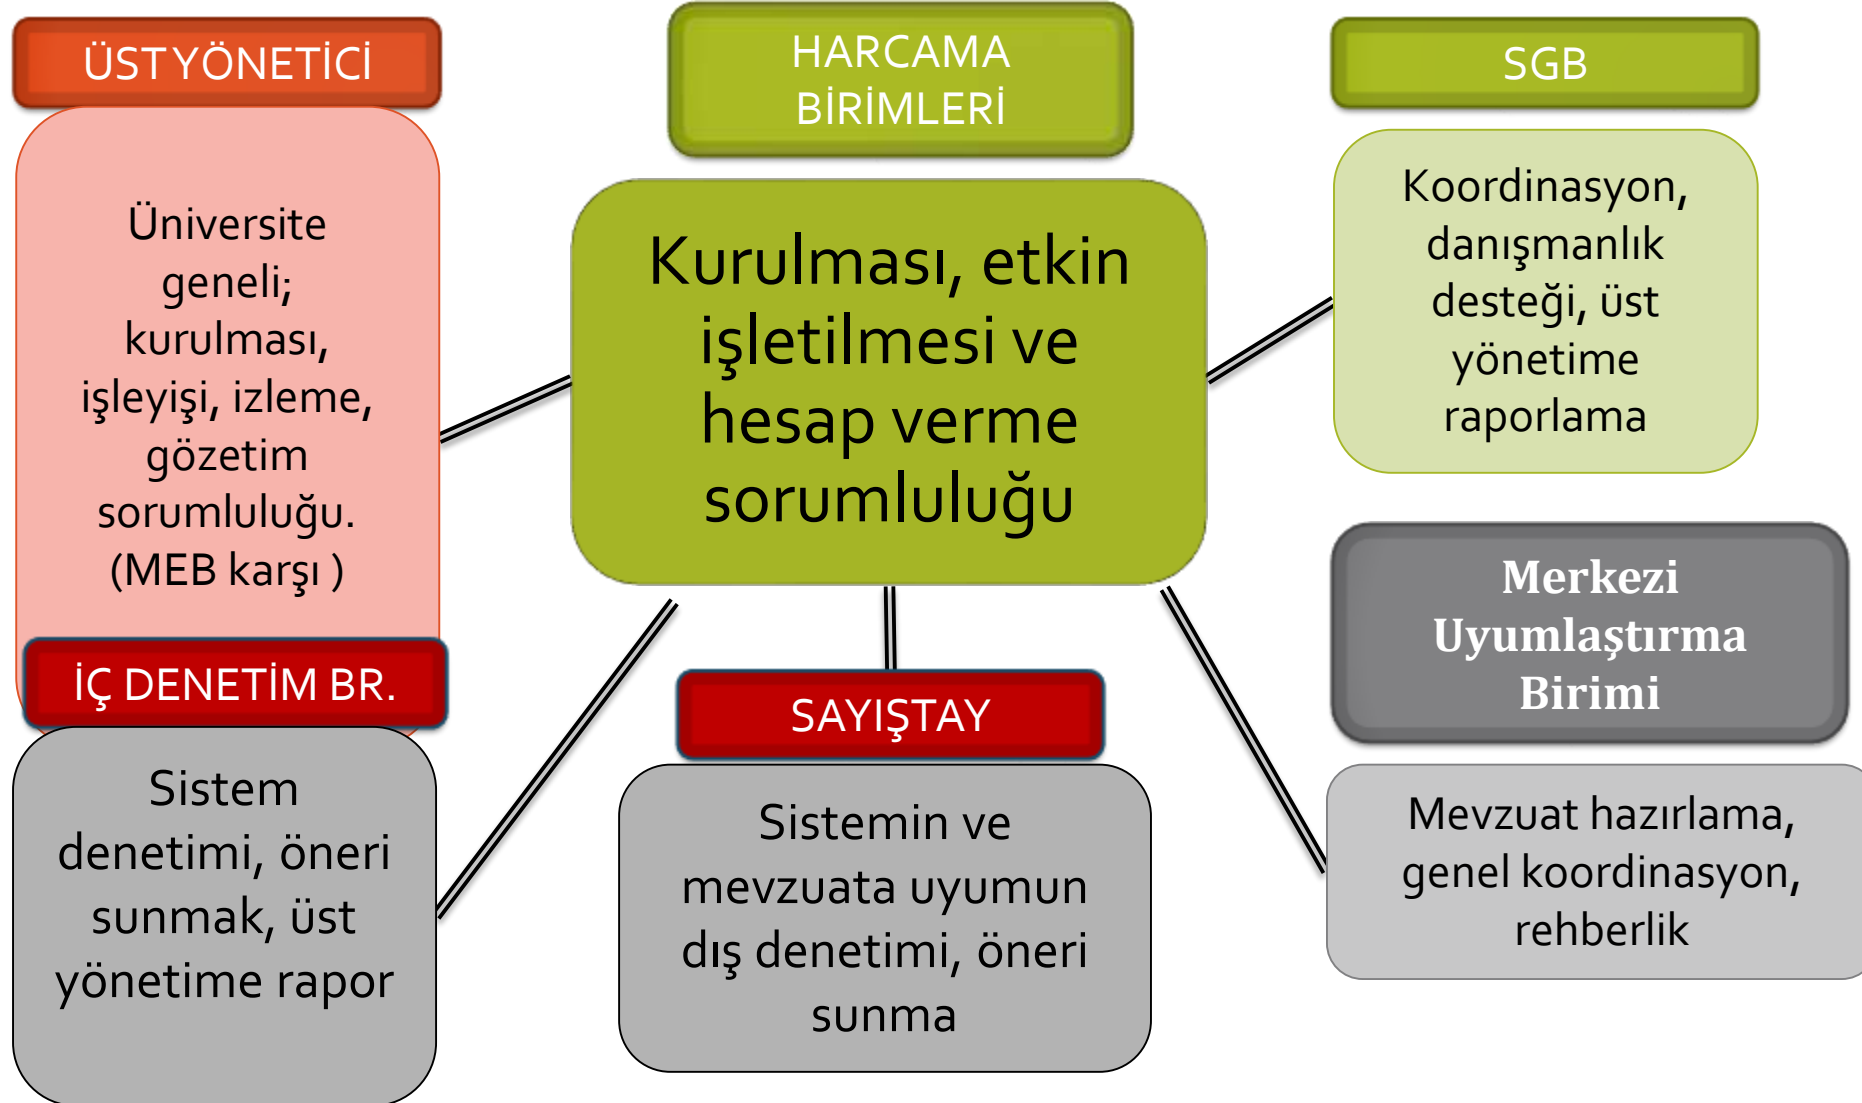 ÜST YÖNETİCİ
Üniversite
geneli;
kurulması,
işleyişi, izleme,
gözetim
sorumluluğu.
(MEB karşı )
HARCAMA
BİRİMLERİ
Kurulması, etkin
işletilmesi ve
hesap verme
sorumluluğu
SGB
Koordinasyon,
danışmanlık
desteği, üst
yönetime
raporlama
İÇ DENETİM BR.
Sistem
denetimi, öneri
sunmak, üst
yönetime rapor
SAYIŞTAY
Sistemin ve
mevzuata uyumun
dış denetimi, öneri
sunma
Merkezi
Uyumlaştırma
Birimi
Mevzuat hazırlama,
genel koordinasyon,
rehberlik